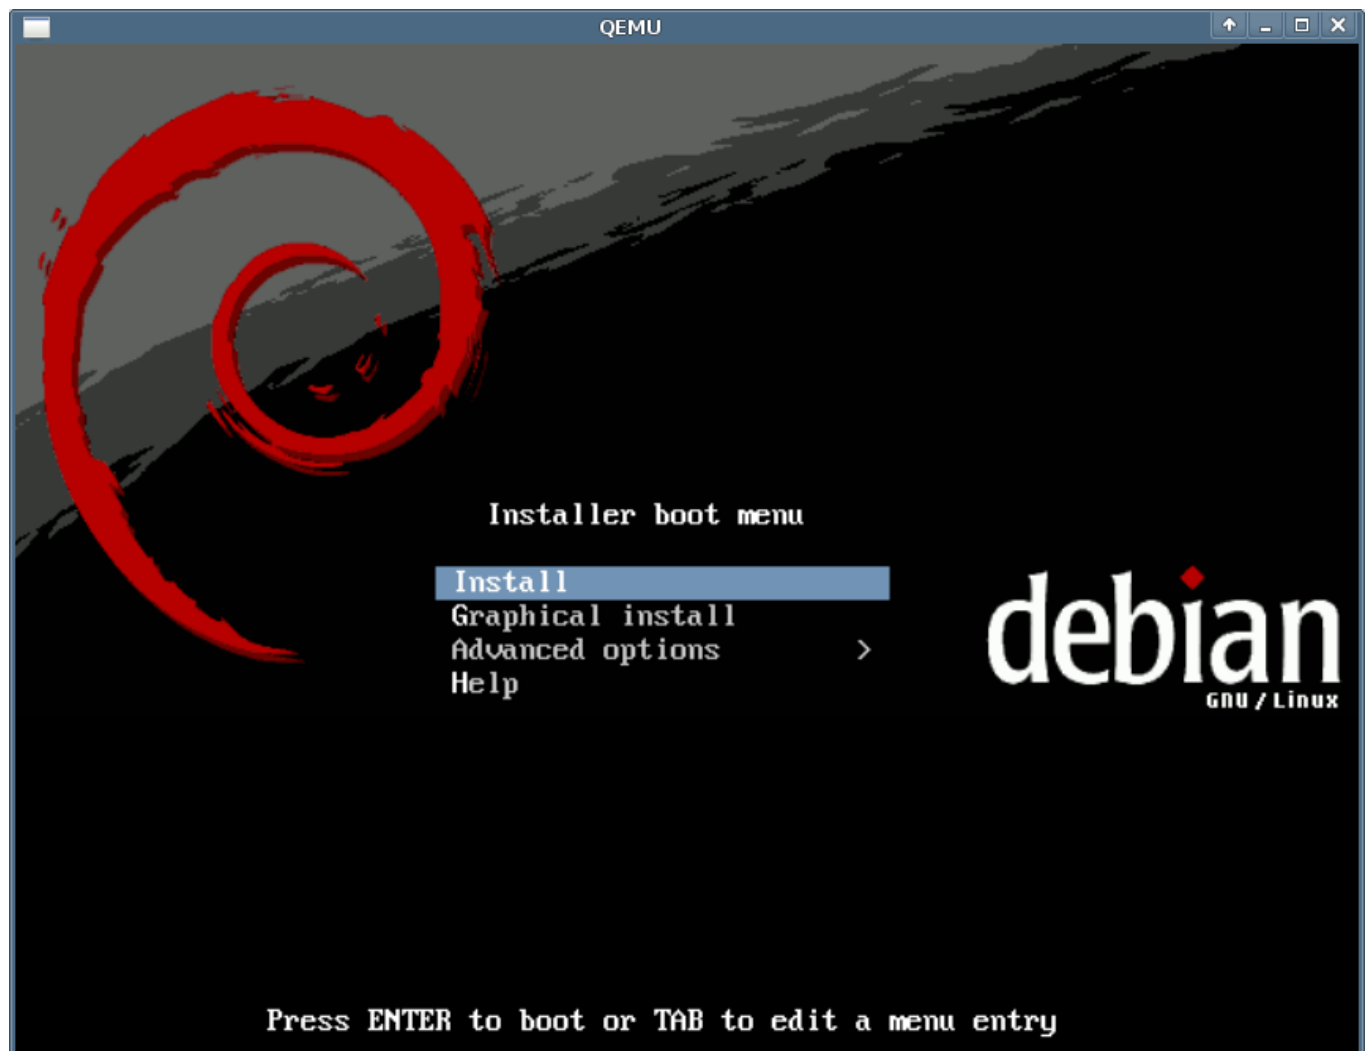 QEMU
Installer boot menu
Install
Graphical install
Advanced options >
Help
debian
GNU/Linux
Press ENTER to boot or TAB to edit a menu entry